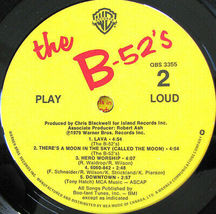 the
B-52's
OBS 3355
2
PLAY
LOUD
Produced by Chris Blackwell for Island Records Inc.
Associate Producer: Robert Ash
©1979 Warner Bros. Records Inc.
1. LAVA - 4:54
(The B-52's)
2. THERE'S A MOON IN THE SKY (CALLED THE MOON) - 4:54
(The B-52's)
3. HERO WORSHIP - 4:07
(R. Waldrop/R. Wilson)
4. 6060-842 - 2:48
(F. Schneider/R. Wilson/K. Strickland/K. Pierson)
5. DOWNTOWN - 2:57
(Tony Hatch) MCA Music - ASCAP
All Songs Published by
Boo-fant Tunes, Inc. - BMI
except as indicated